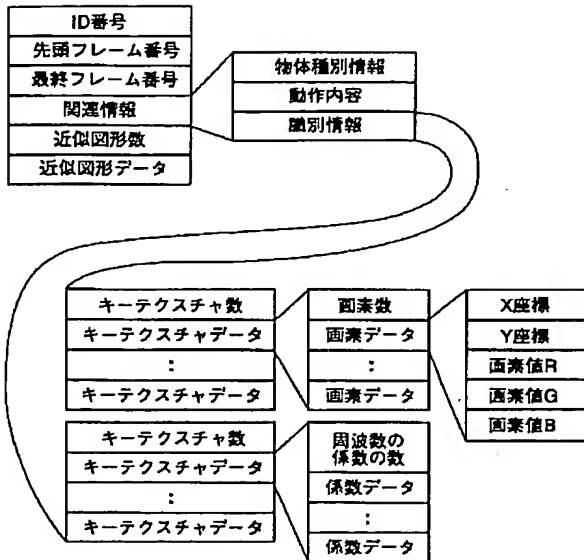 ID番号
先頭フレーム番号
最終フレーム番号
関連情報
近似図形数
近似図形データ
物体種別情報
動作内容
識別情報
キーテクスチャ数
キーテクスチャデータ
:
キーテクスチャデータ
画素数
画素データ
:
画素データ
X座標
Y座標
画素値R
画素値G
画素値B
キーテクスチャ数
キーテクスチャデータ
:
キーテクスチャデータ
周波数の
係数の数
係数データ
:
係数データ